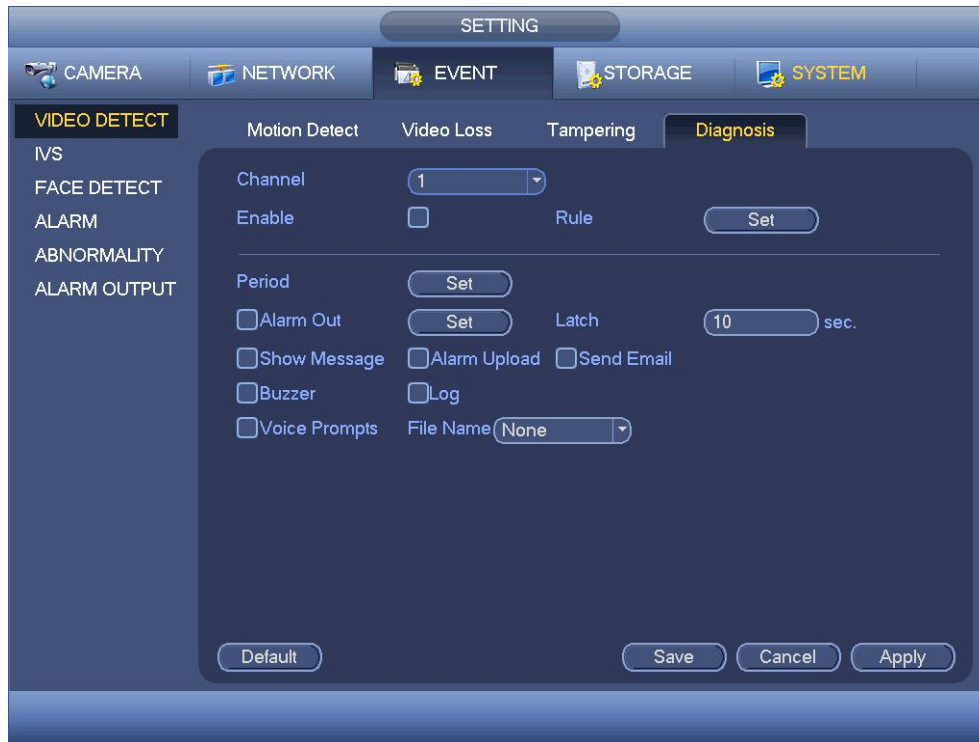 SETTING
CAMERA NETWORK EVENT STORAGE SYSTEM
VIDEO DETECT
IVS
FACE DETECT
ALARM
ABNORMALITY
ALARM OUTPUT
Motion Detect Video Loss Tampering Diagnosis
Channel 1
Enable Rule Set
Period Set
Alarm Out Set Latch 10 sec.
Show Message Alarm Upload Send Email
Buzzer Log
Voice Prompts File Name None
Default Save Cancel Apply